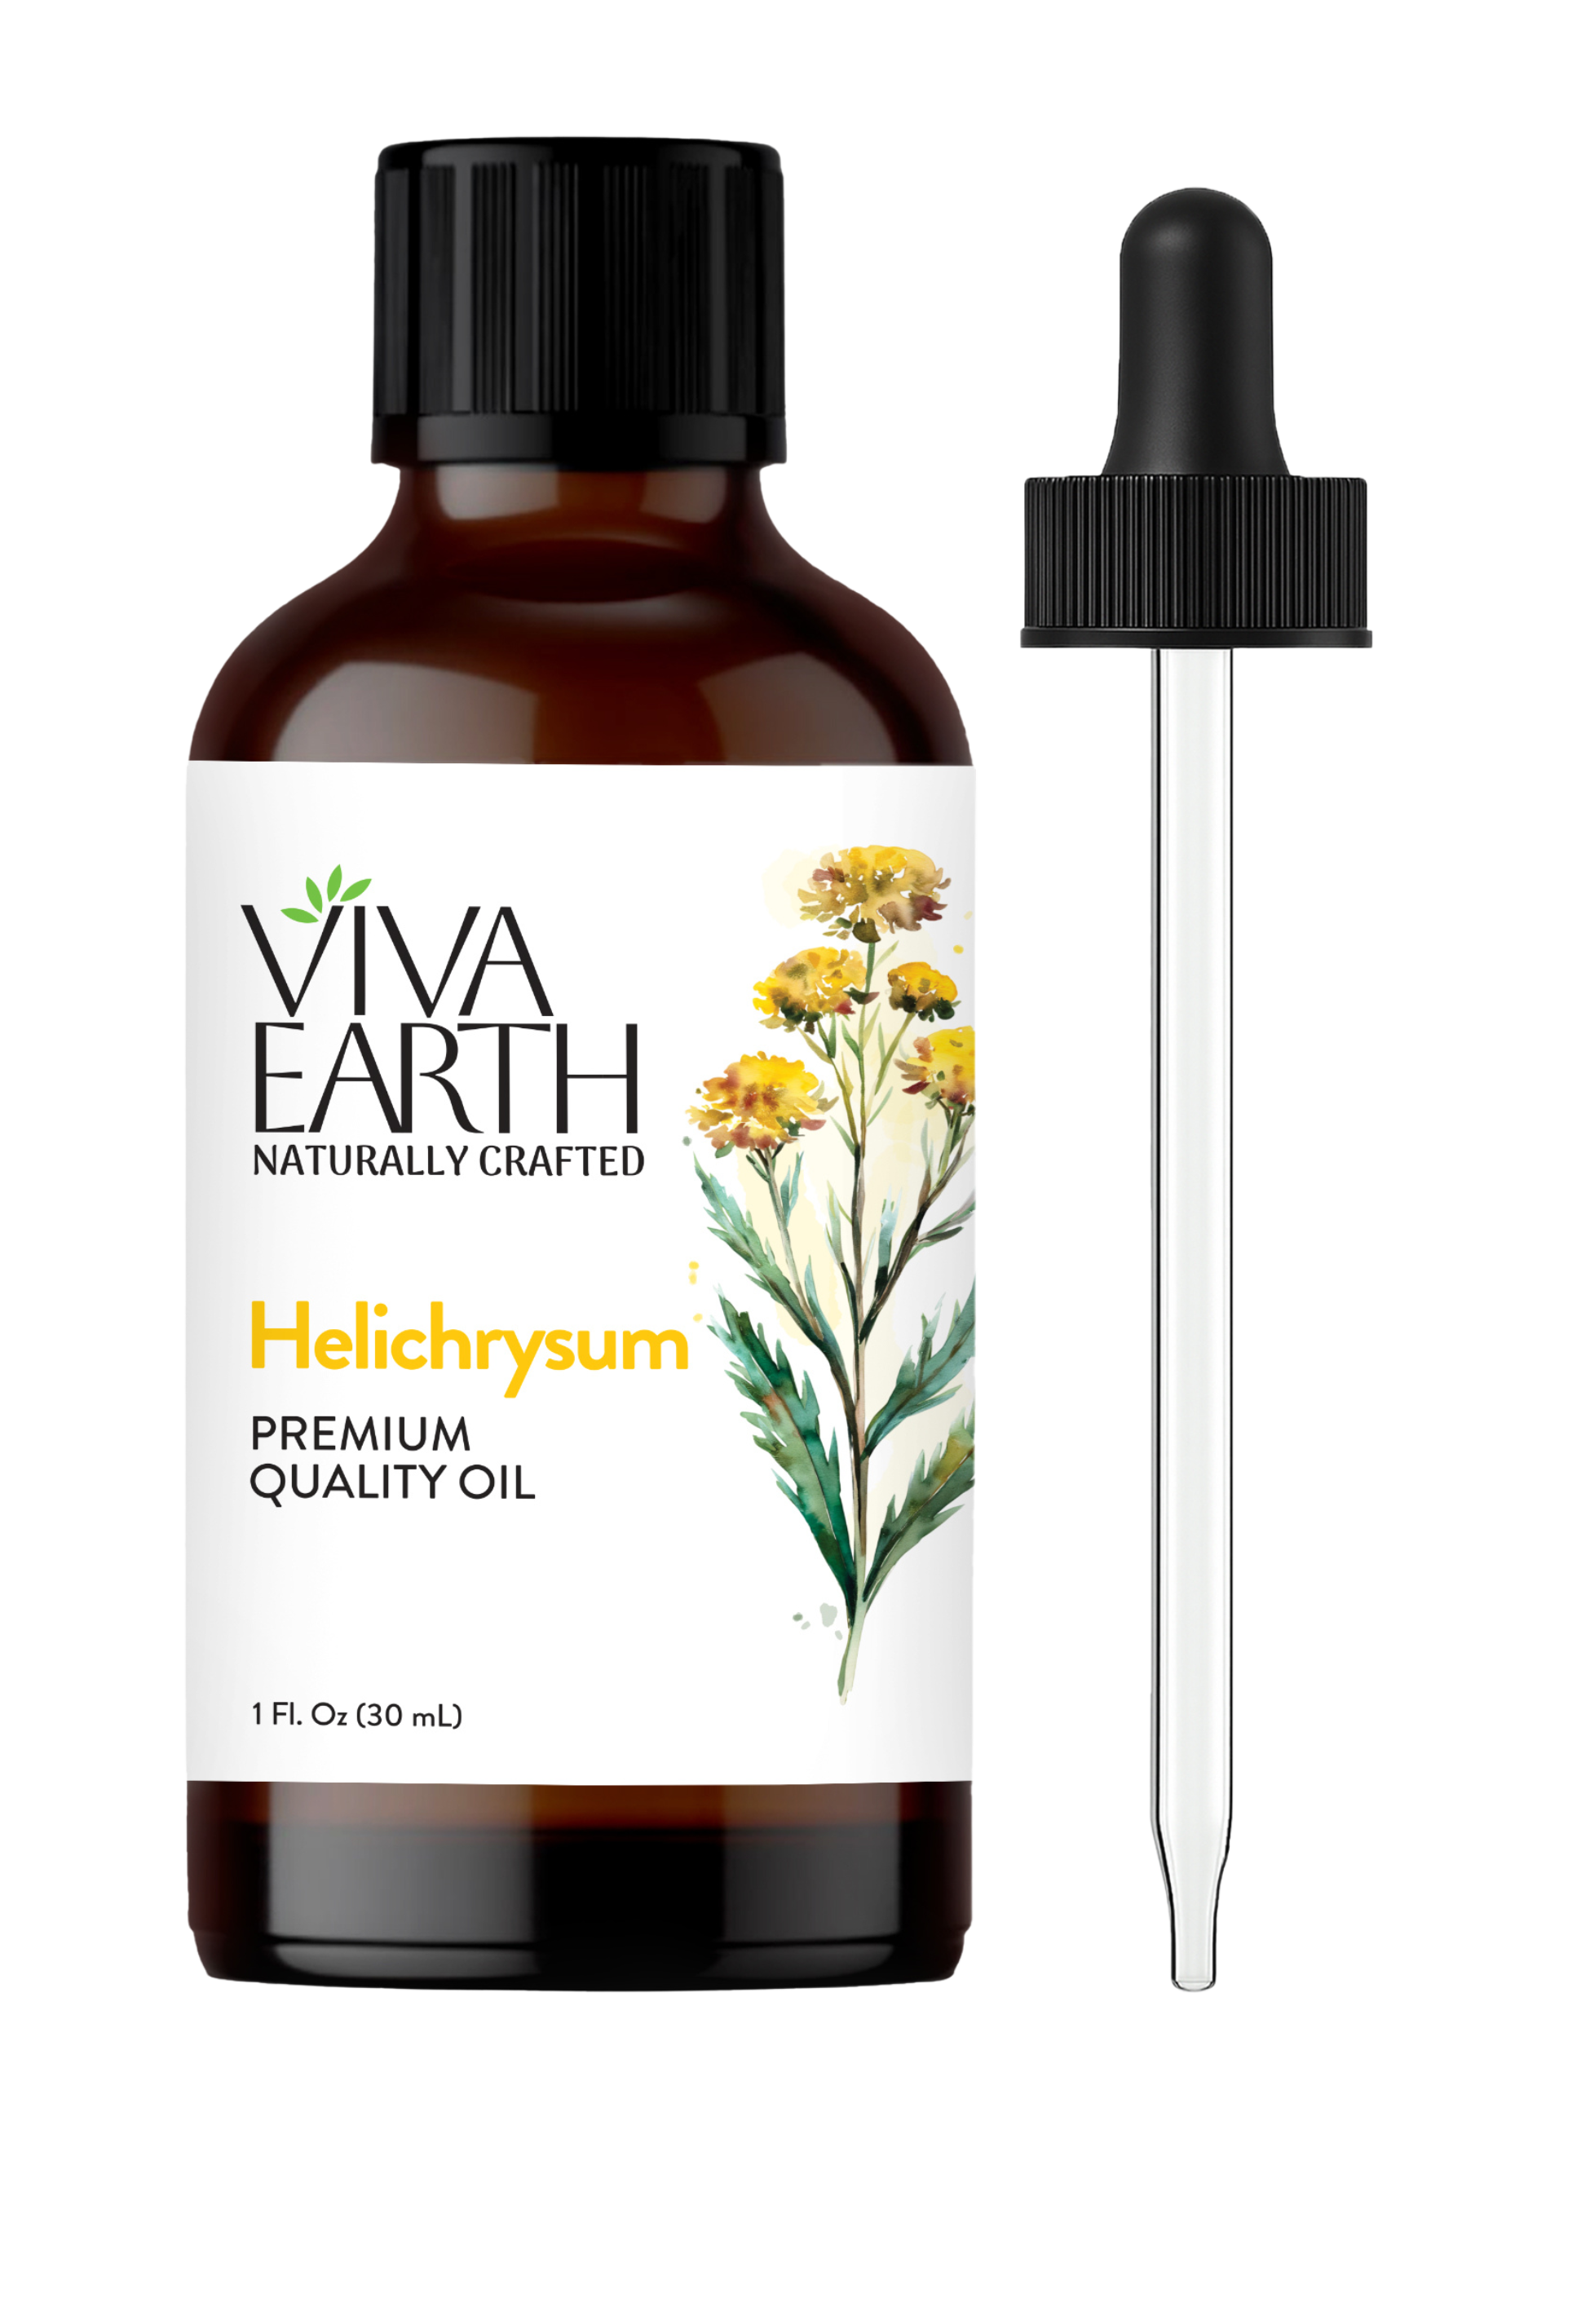 VIVA
EARTH
NATURALLY CRAFTED
Helichrysum
PREMIUM
QUALITY OIL
1 Fl. Oz (30 mL)